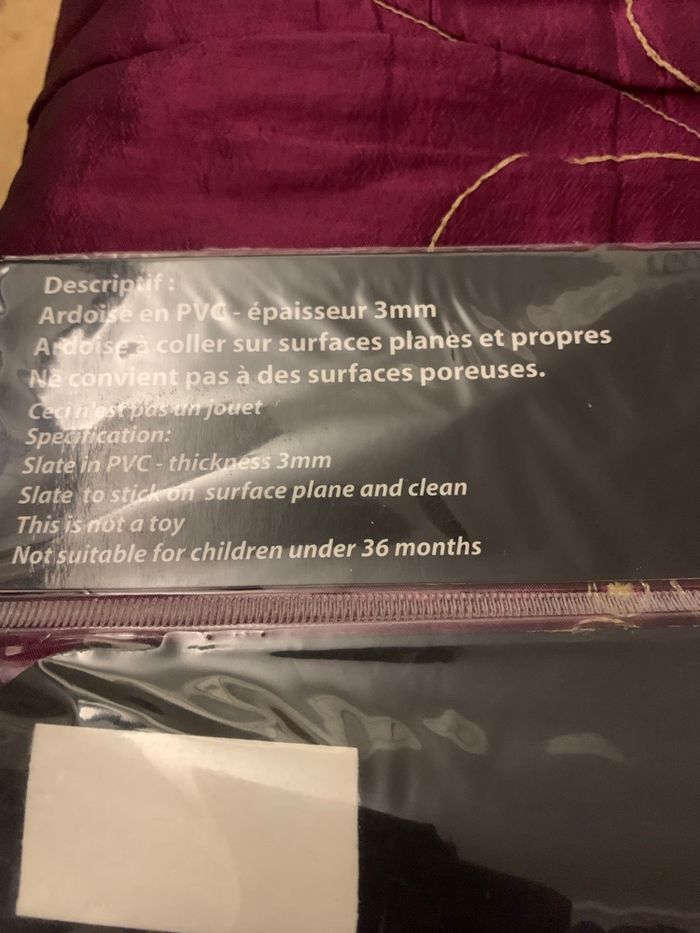 Descriptif :
Ardoise en PVC - épaisseur 3mm
Ardoise à coller sur surfaces planes et propres
Ne convient pas à des surfaces poreuses.
Ceci n'est pas un jouet
Specification:
Slate in PVC - thickness 3mm
Slate to stick on surface plane and clean
This is not a toy
Not suitable for children under 36 months